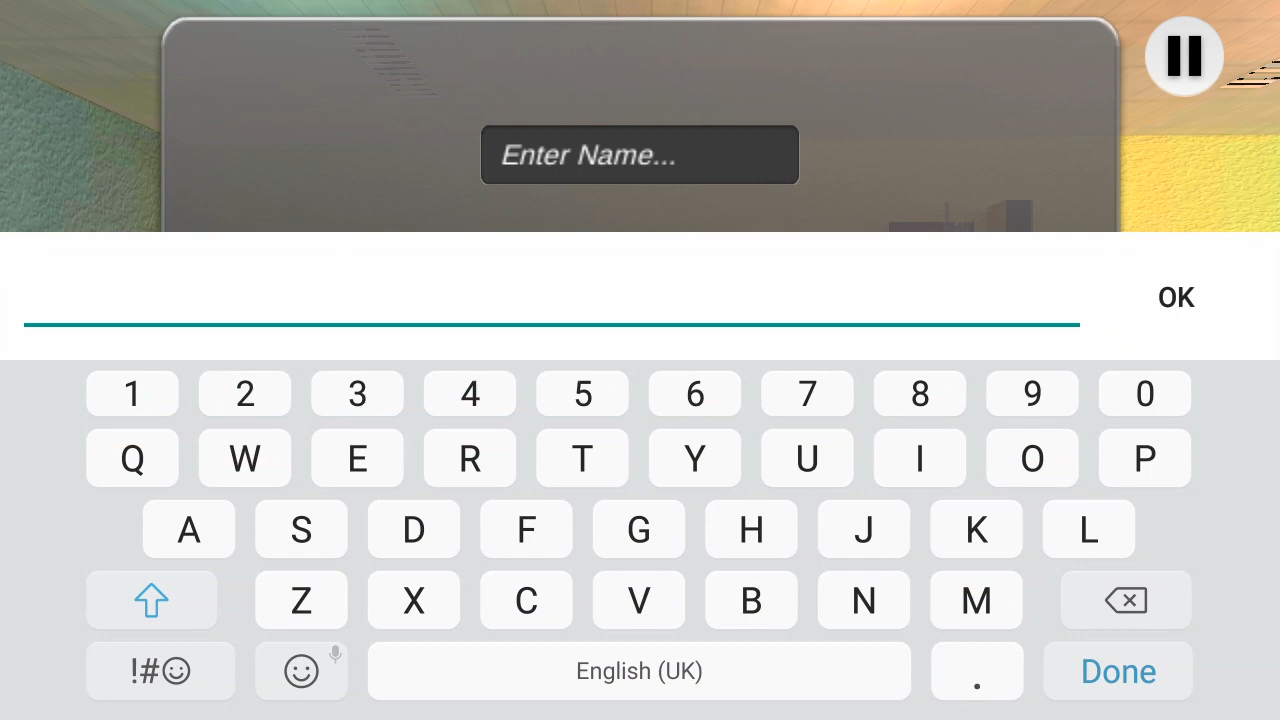 Enter Name...
OK
1 2 3 4 5 6 7 8 9 0
Q W E R T Y U I O P
A S D F G H J K L
Z X C V B N M
!#☺ English (UK) . Done